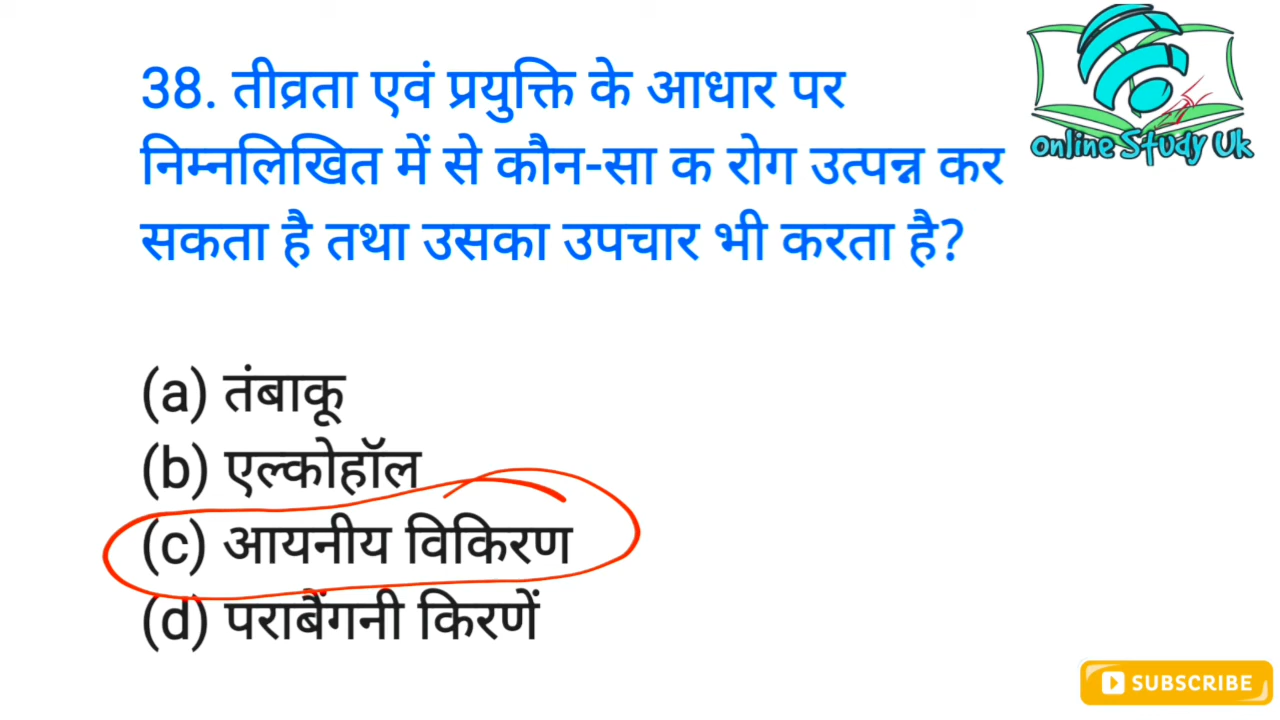 38. तीव्रता एवं प्रयुक्ति के आधार पर
निम्नलिखित में से कौन-सा क रोग उत्पन्न कर
सकता है तथा उसका उपचार भी करता है?
(a) तंबाकू
(b) एल्कोहॉल
(c) आयनीय विकिरण
(d) पराबैंगनी किरणें
Online Study Uk
SUBSCRIBE